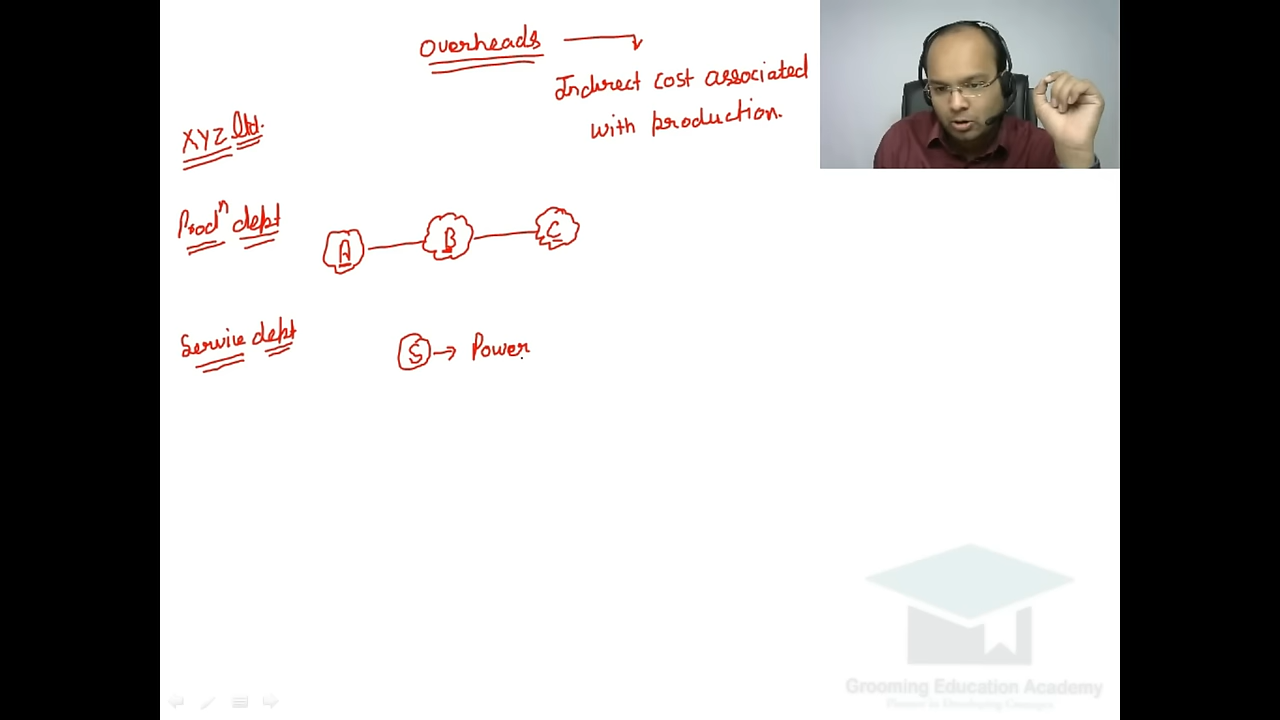 Overheads
Indirect cost associated
with production.
XYZ ltd.
Prodⁿ dept
A B C
Service dept
S → Power
Grooming Education Academy